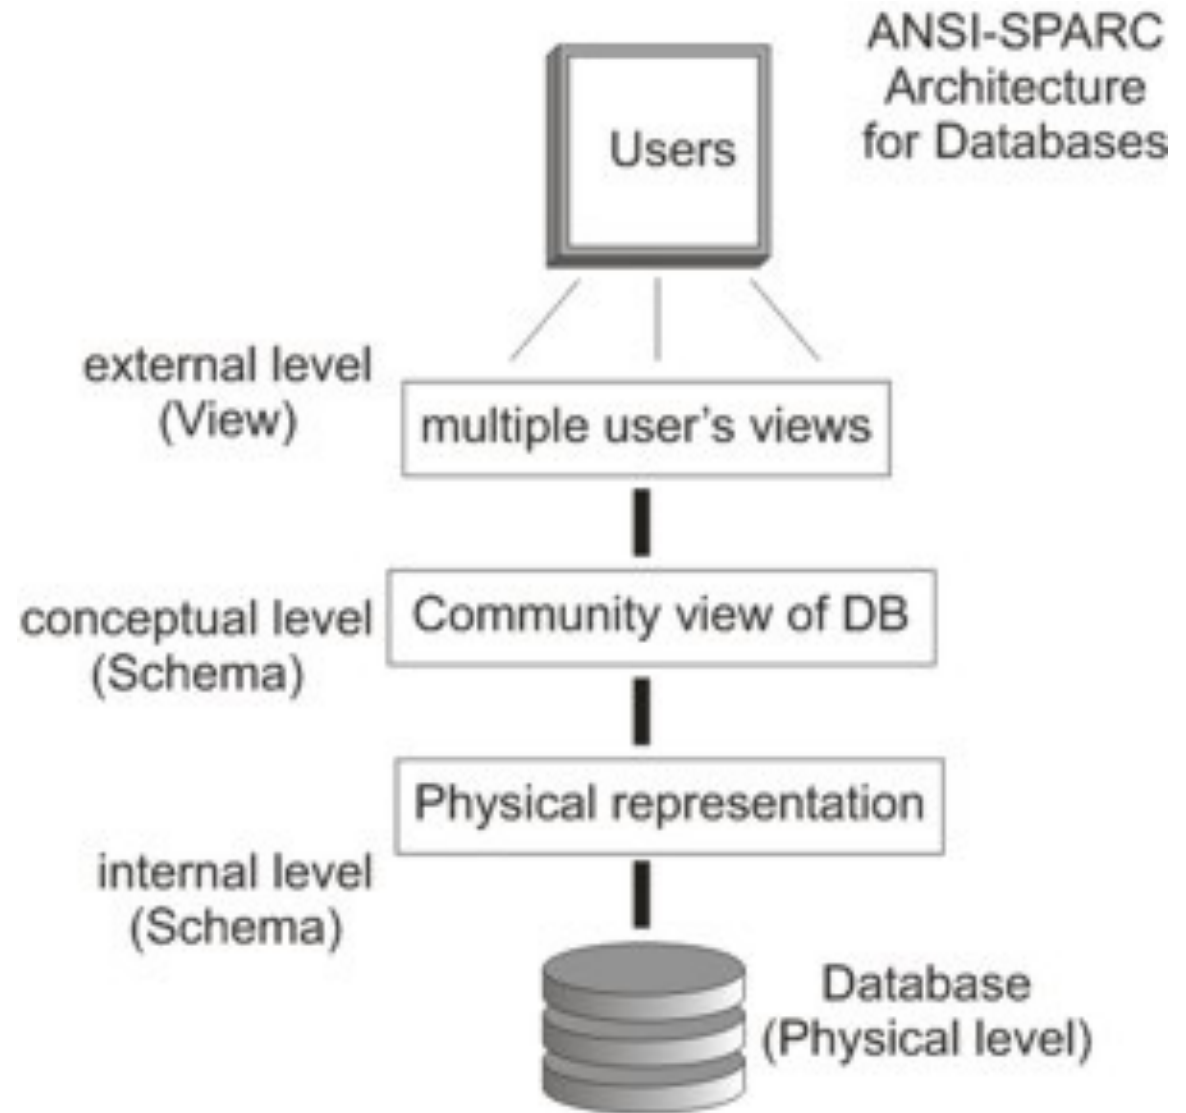 ANSI-SPARC
Architecture
for Databases
Users
external level
(View)
multiple user's views
conceptual level
(Schema)
Community view of DB
Physical representation
internal level
(Schema)
Database
(Physical level)